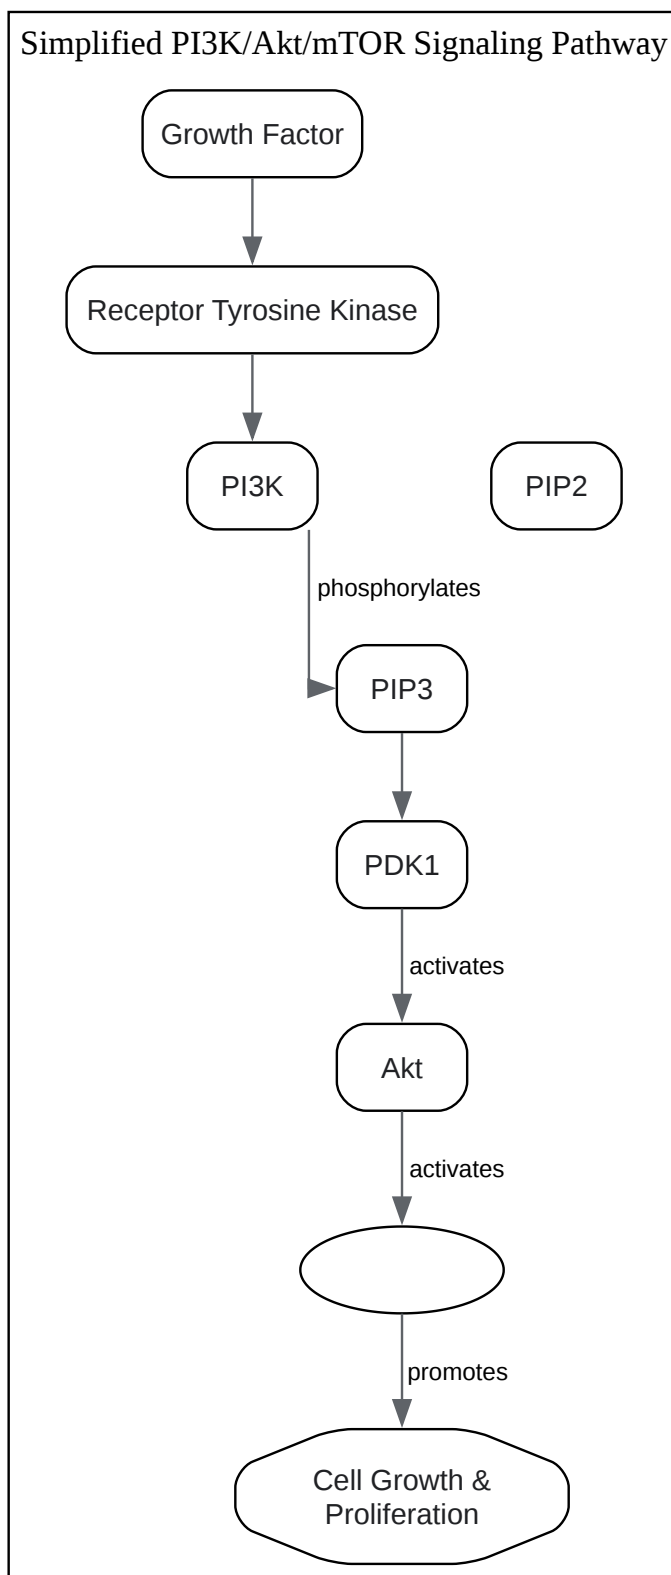 Simplified PI3K/Akt/mTOR Signaling Pathway
Growth Factor
Receptor Tyrosine Kinase
PI3K
PIP2
phosphorylates
PIP3
PDK1
activates
Akt
activates
promotes
Cell Growth &
Proliferation